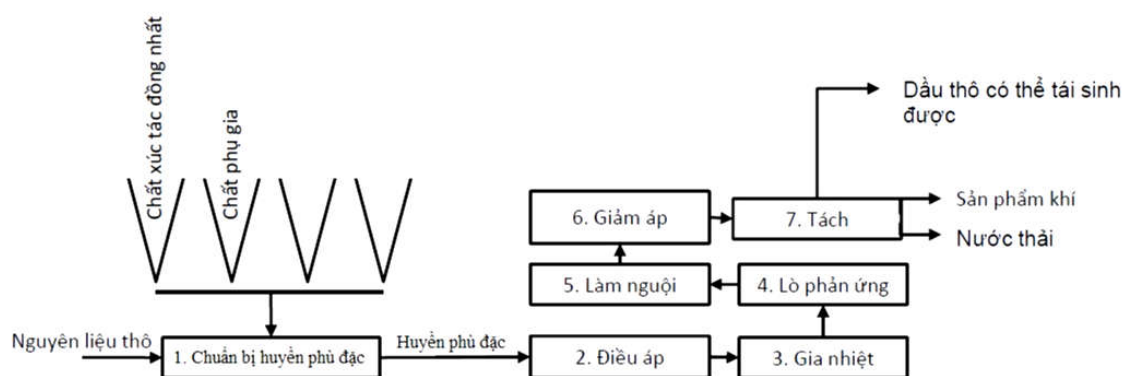 Chất xúc tác đồng nhất
Chất phụ gia
Dầu thô có thể tái sinh
được
6. Giảm áp
7. Tách
Sản phẩm khí
Nước thải
5. Làm nguội
4. Lò phản ứng
Nguyên liệu thô
1. Chuẩn bị huyền phù đặc
Huyền phù đặc
2. Điều áp
3. Gia nhiệt